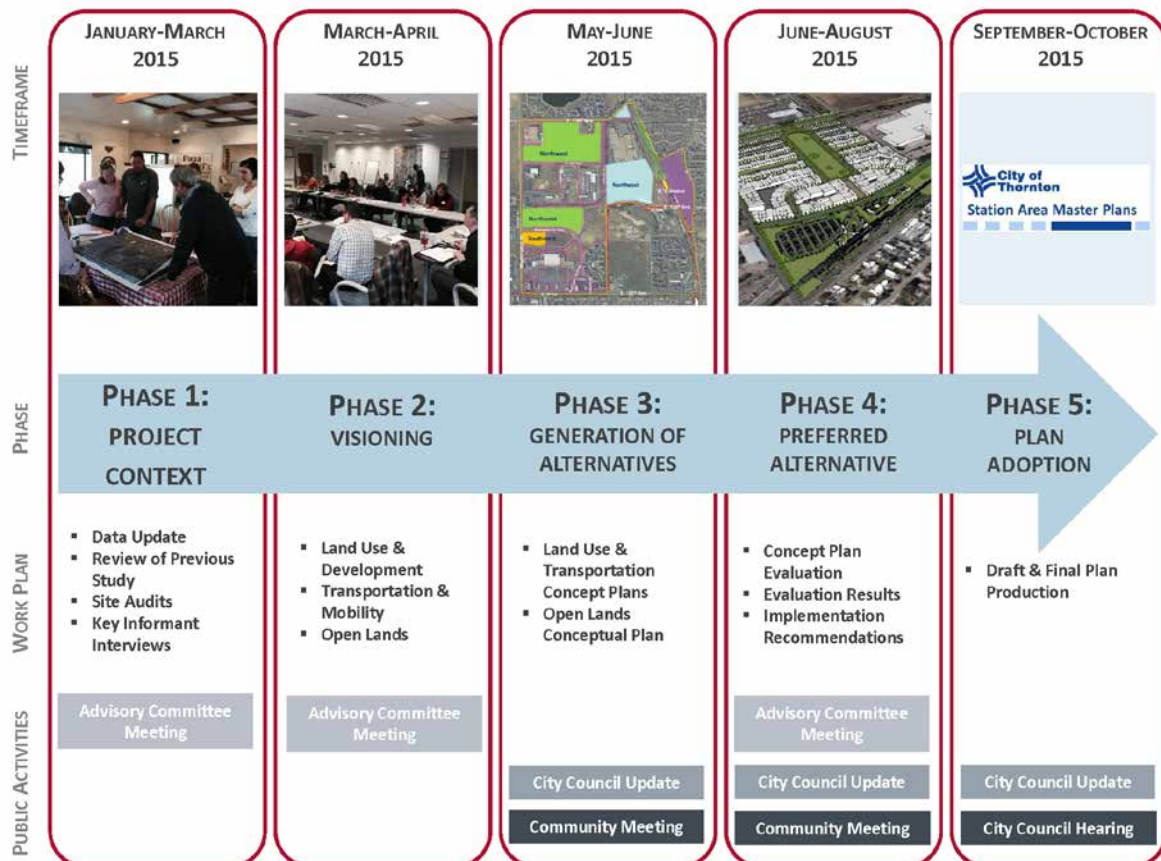 TIMEFRAME
JANUARY-MARCH
2015
MARCH-APRIL
2015
MAY-JUNE
2015
JUNE-AUGUST
2015
SEPTEMBER-OCTOBER
2015
Northwest
Northeast
Northwest
Southwest
City of
Thornton
Station Area Master Plans
PHASE
PHASE 1:
PROJECT
CONTEXT
PHASE 2:
VISIONING
PHASE 3:
GENERATION OF
ALTERNATIVES
PHASE 4:
PREFERRED
ALTERNATIVE
PHASE 5:
PLAN
ADOPTION
WORK PLAN
▪ Data Update
▪ Review of Previous
Study
▪ Site Audits
▪ Key Informant
Interviews
▪ Land Use &
Development
▪ Transportation &
Mobility
▪ Open Lands
▪ Land Use &
Transportation
Concept Plans
▪ Open Lands
Conceptual Plan
▪ Concept Plan
Evaluation
▪ Evaluation Results
▪ Implementation
Recommendations
▪ Draft & Final Plan
Production
PUBLIC ACTIVITIES
Advisory Committee
Meeting
Advisory Committee
Meeting
City Council Update
Community Meeting
Advisory Committee
Meeting
City Council Update
Community Meeting
City Council Update
City Council Hearing